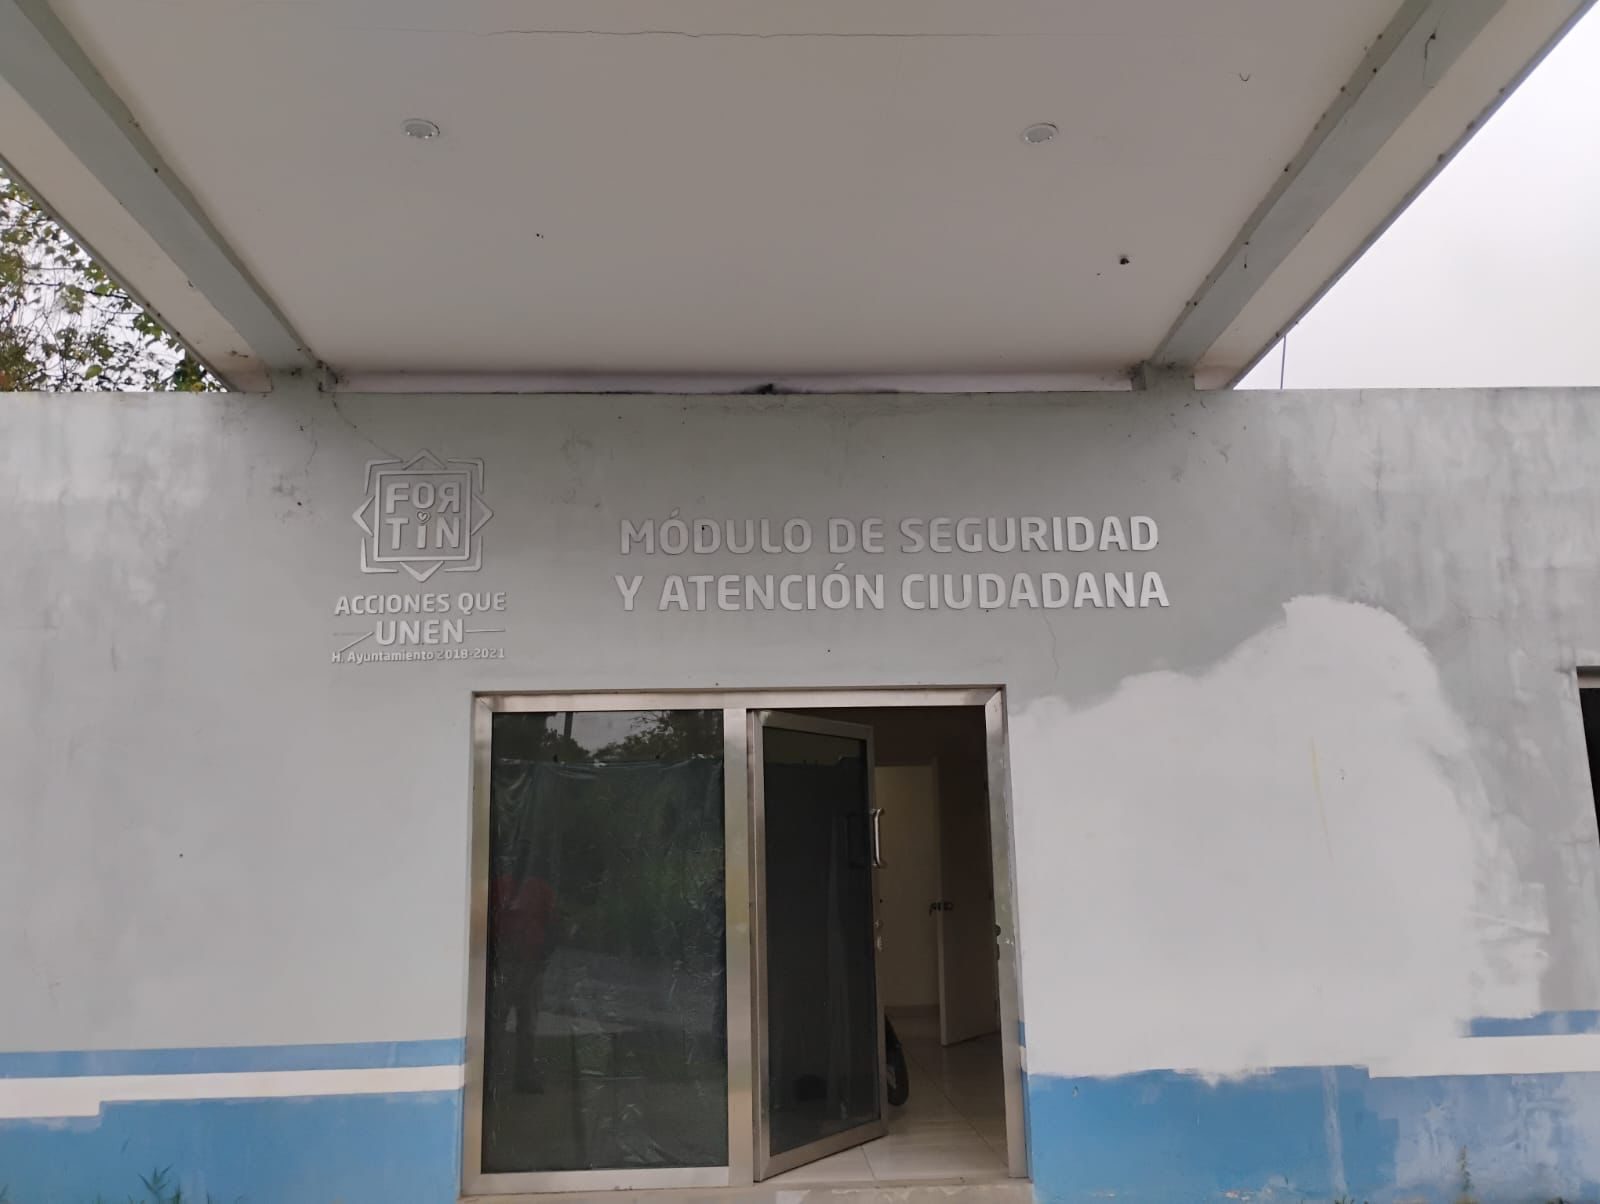 FOR
TIN
ACCIONES QUE
UNEN
H. Ayuntamiento 2018-2021
MÓDULO DE SEGURIDAD
Y ATENCIÓN CIUDADANA